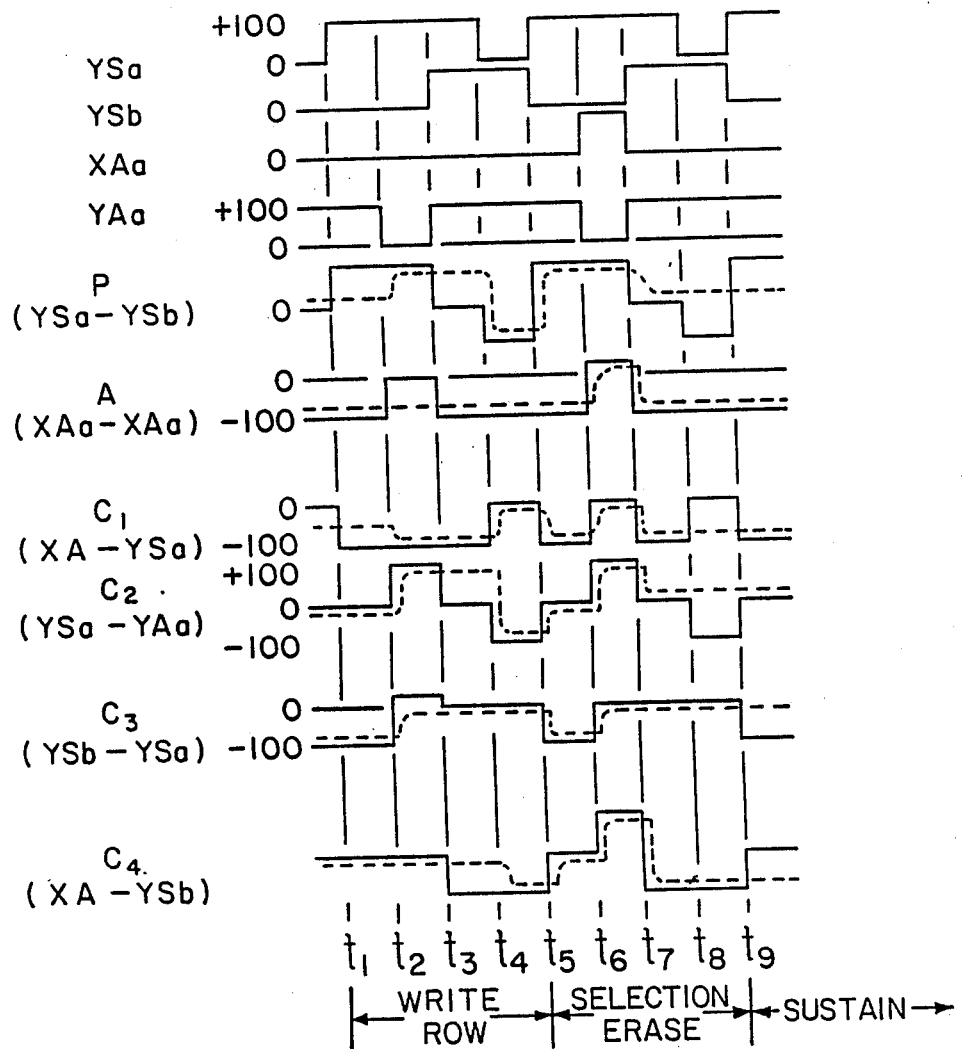 +100
YSa 0
YSb 0
XAa 0
YAa +100
0
P 0
(YSa-YSb)
A 0
(XAa-XAa) -100
C1 0
(XA-YSa) -100
+100
C2 0
(YSa-YAa)
-100
C3 0
(YSb-YSa) -100
C4
(XA-YSb)
t1 t2 t3 t4 t5 t6 t7 t8 t9
WRITE SELECTION SUSTAIN
ROW ERASE